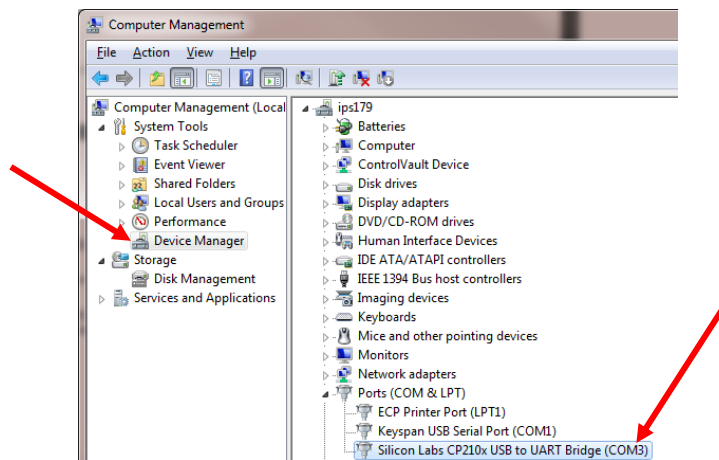 Computer Management
File Action View Help
Computer Management (Local
System Tools
Task Scheduler
Event Viewer
Shared Folders
Local Users and Groups
Performance
Device Manager
Storage
Disk Management
Services and Applications
ips179
Batteries
Computer
ControlVault Device
Disk drives
Display adapters
DVD/CD-ROM drives
Human Interface Devices
IDE ATA/ATAPI controllers
IEEE 1394 Bus host controllers
Imaging devices
Keyboards
Mice and other pointing devices
Monitors
Network adapters
Ports (COM & LPT)
ECP Printer Port (LPT1)
Keyspan USB Serial Port (COM1)
Silicon Labs CP210x USB to UART Bridge (COM3)